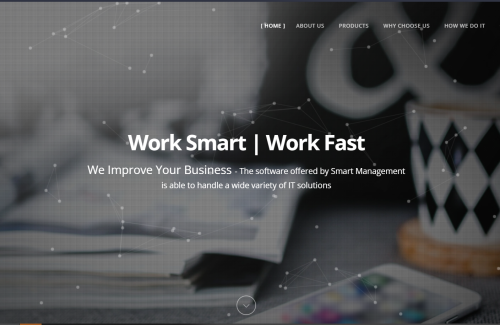 [ HOME ] ABOUT US PRODUCTS WHY CHOOSE US HOW WE DO IT
Work Smart | Work Fast
We Improve Your Business - The software offered by Smart Management
is able to handle a wide variety of IT solutions